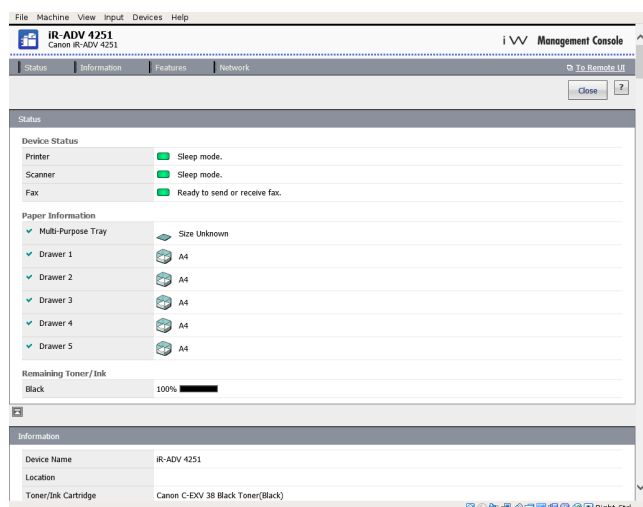 File Machine View Input Devices Help
iR-ADV 4251
Canon iR-ADV 4251
iW Management Console
Status Information Features Network To Remote UI
Close ?
Status
Device Status
Printer Sleep mode.
Scanner Sleep mode.
Fax Ready to send or receive fax.
Paper Information
Multi-Purpose Tray Size Unknown
Drawer 1 A4
Drawer 2 A4
Drawer 3 A4
Drawer 4 A4
Drawer 5 A4
Remaining Toner/Ink
Black 100%
Information
Device Name iR-ADV 4251
Location
Toner/Ink Cartridge Canon C-EXV 38 Black Toner(Black)
Right Ctrl